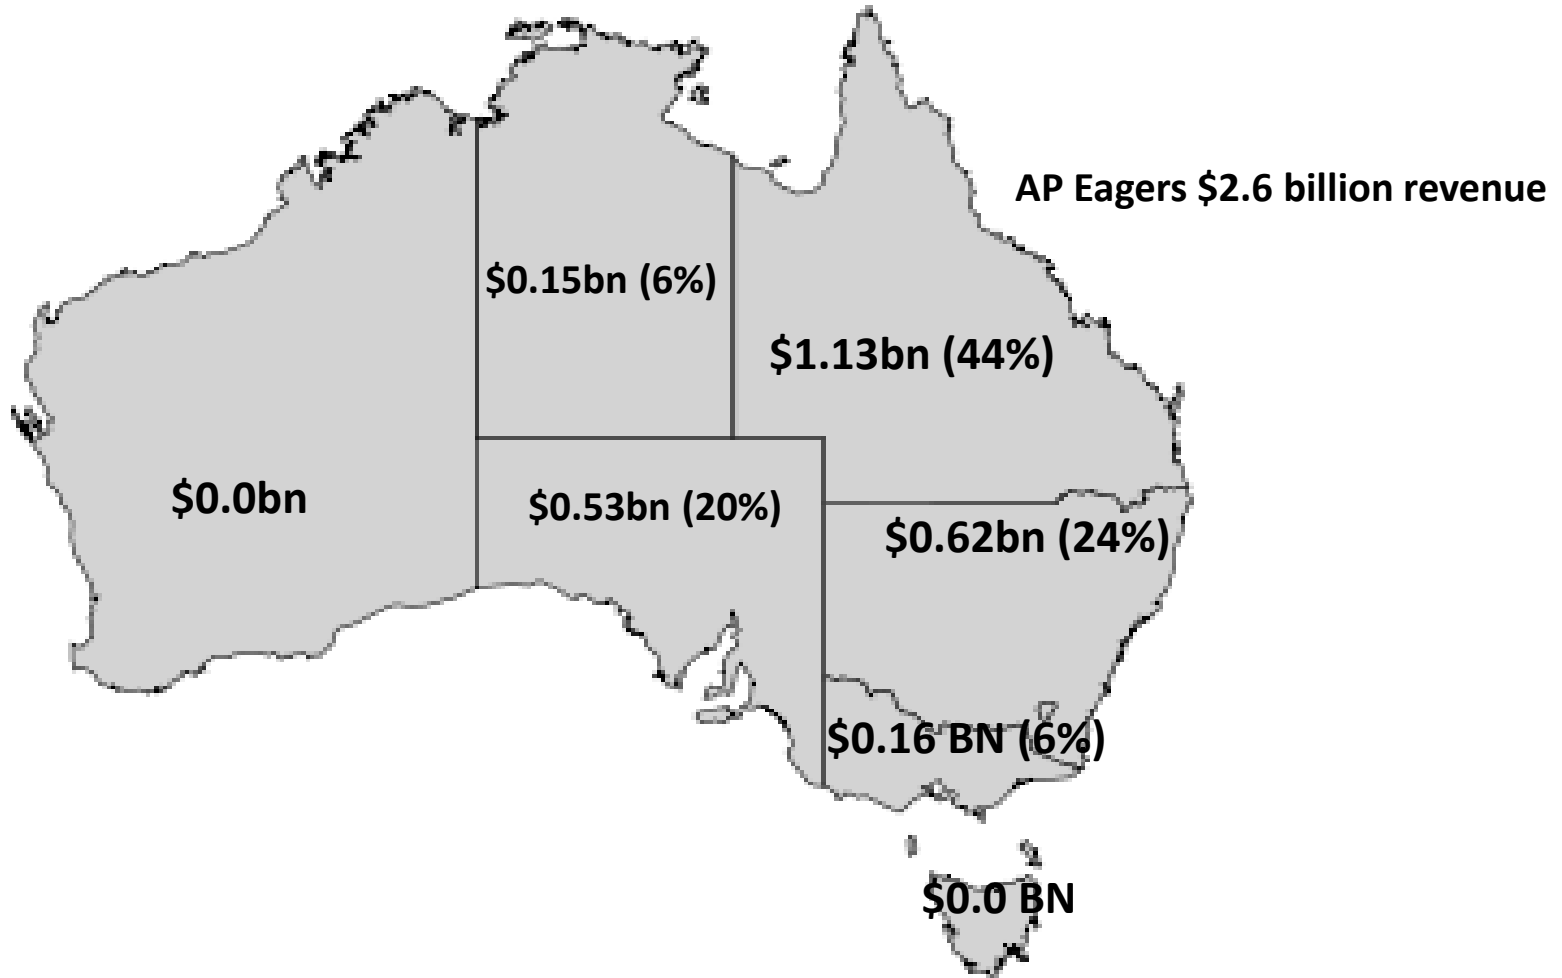 AP Eagers $2.6 billion revenue
$0.15bn (6%)
$1.13bn (44%)
$0.0bn
$0.53bn (20%)
$0.62bn (24%)
$0.16 BN (6%)
$0.0 BN